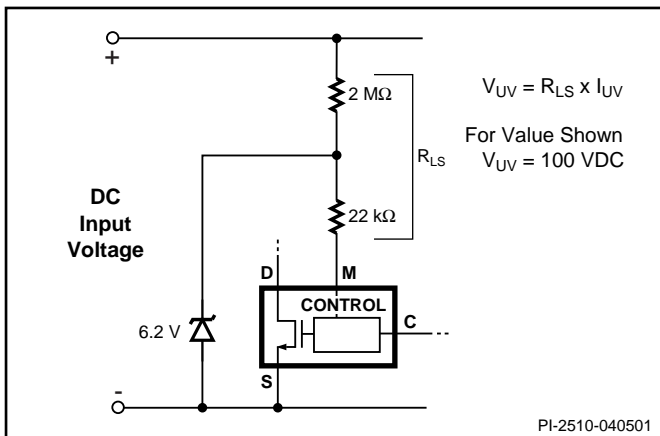 +
2 MΩ
V_UV = R_LS x I_UV
For Value Shown
V_UV = 100 VDC
R_LS
DC
Input
Voltage
22 kΩ
D
M
CONTROL
C
6.2 V
S
-
PI-2510-040501